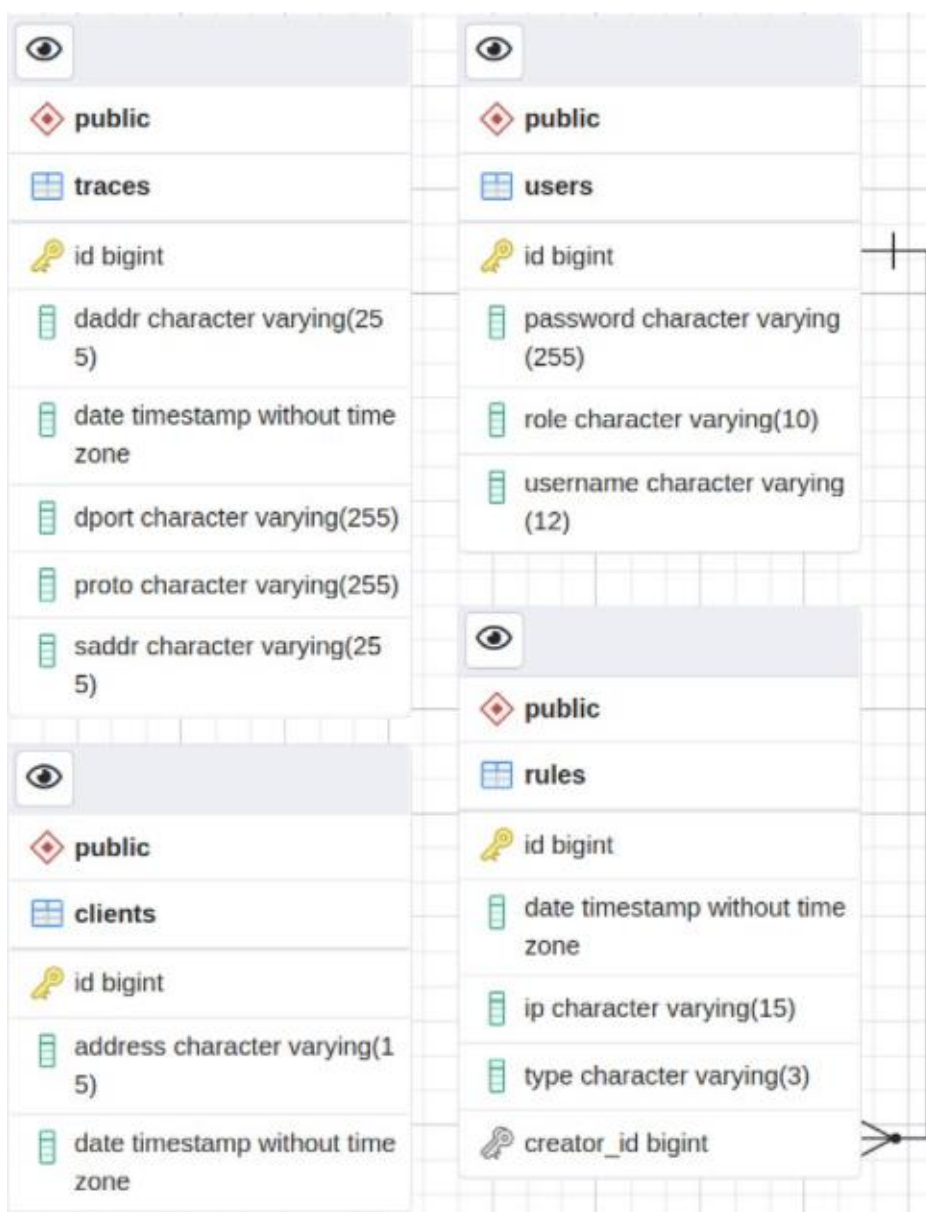 public
traces
id bigint
daddr character varying(25
5)
date timestamp without time
zone
dport character varying(255)
proto character varying(255)
saddr character varying(25
5)
public
clients
id bigint
address character varying(1
5)
date timestamp without time
zone
public
users
id bigint
password character varying
(255)
role character varying(10)
username character varying
(12)
public
rules
id bigint
date timestamp without time
zone
ip character varying(15)
type character varying(3)
creator_id bigint